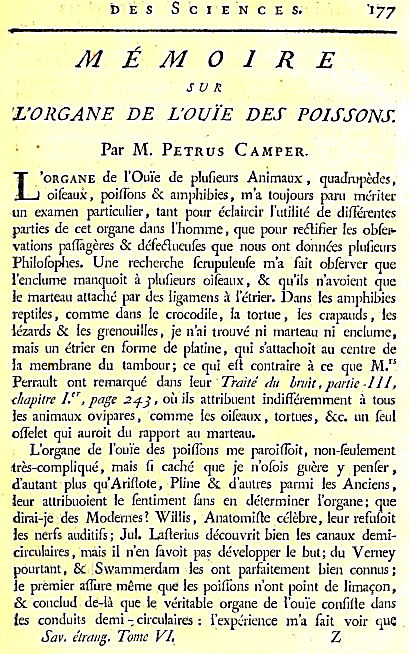 DES SCIENCES. 177
MÉMOIRE
SUR
L'ORGANE DE L'OUÏE DES POISSONS.
Par M. PETRUS CAMPER.
L'ORGANE de l'Ouïe de plusieurs Animaux, quadrupèdes,
oiseaux, poissons & amphibies, m'a toujours paru mériter
un examen particulier, tant pour éclaircir l'utilité de différentes
parties de cet organe dans l'homme, que pour rectifier les obser-
vations passagères & défectueuses que nous ont données plusieurs
Philosophes. Une recherche scrupuleuse m'a fait observer que
l'enclume manquoit à plusieurs oiseaux, & qu'ils n'avoient que
le marteau attaché par des ligamens à l'étrier. Dans les amphibies
reptiles, comme dans le crocodile, la tortue, les crapauds, les
lézards & les grenouilles, je n'ai trouvé ni marteau ni enclume,
mais un étrier en forme de platine, qui s'attachoit au centre de
la membrane du tambour; ce qui est contraire à ce que M.rs
Perrault ont remarqué dans leur Traité du bruit, partie III,
chapitre I.er, page 243, où ils attribuent indifféremment à tous
les animaux ovipares, comme les oiseaux, tortues, &c. un seul
osselet qui auroit du rapport au marteau.
L'organe de l'ouïe des poissons me paroissoit, non-seulement
très-compliqué, mais si caché que je n'osois guère y penser,
d'autant plus qu'Aristote, Pline & d'autres parmi les Anciens,
leur attribuoient le sentiment sans en déterminer l'organe; que
dirai-je des Modernes? Willis, Anatomiste célèbre, leur refusoit
les nerfs auditifs; Jul. Lasterius découvrit bien les canaux demi-
circulaires, mais il n'en savoit pas développer le but; du Verney
pourtant, & Swammerdam les ont parfaitement bien connus;
le premier assure même que les poissons n'ont point de limaçon,
& conclud de-là que le véritable organe de l'ouïe consiste dans
les conduits demi-circulaires: l'expérience m'a fait voir que
Sav. étrang. Tome VI. Z